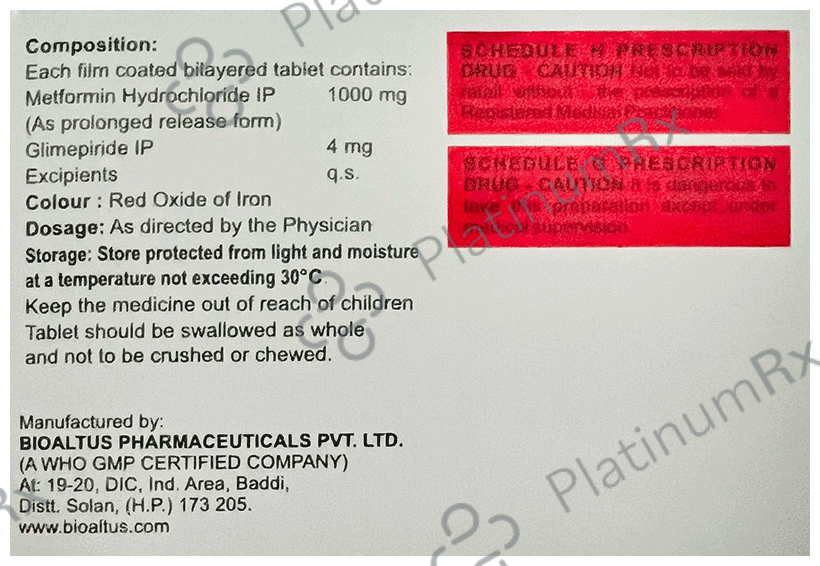 Composition:
Each film coated bilayered tablet contains:
Metformin Hydrochloride IP 1000 mg
(As prolonged release form)
Glimepiride IP 4 mg
Excipients q.s.
Colour : Red Oxide of Iron
Dosage: As directed by the Physician
Storage: Store protected from light and moisture
at a temperature not exceeding 30°C.
Keep the medicine out of reach of children
Tablet should be swallowed as whole
and not to be crushed or chewed.
Manufactured by:
BIOALTUS PHARMACEUTICALS PVT. LTD.
(A WHO GMP CERTIFIED COMPANY)
At: 19-20, DIC, Ind. Area, Baddi,
Distt. Solan, (H.P.) 173 205.
www.bioaltus.com
SCHEDULE H PRESCRIPTION
DRUG - CAUTION Not to be sold by
retail without the prescription of a
Registered Medical Practitioner.
SCHEDULE PRESCRIPTION
DRUG - CAUTION It is dangerous to
take this preparation except under
medical supervision.
PlatinumRx
PlatinumRx
PlatinumRx
Rx